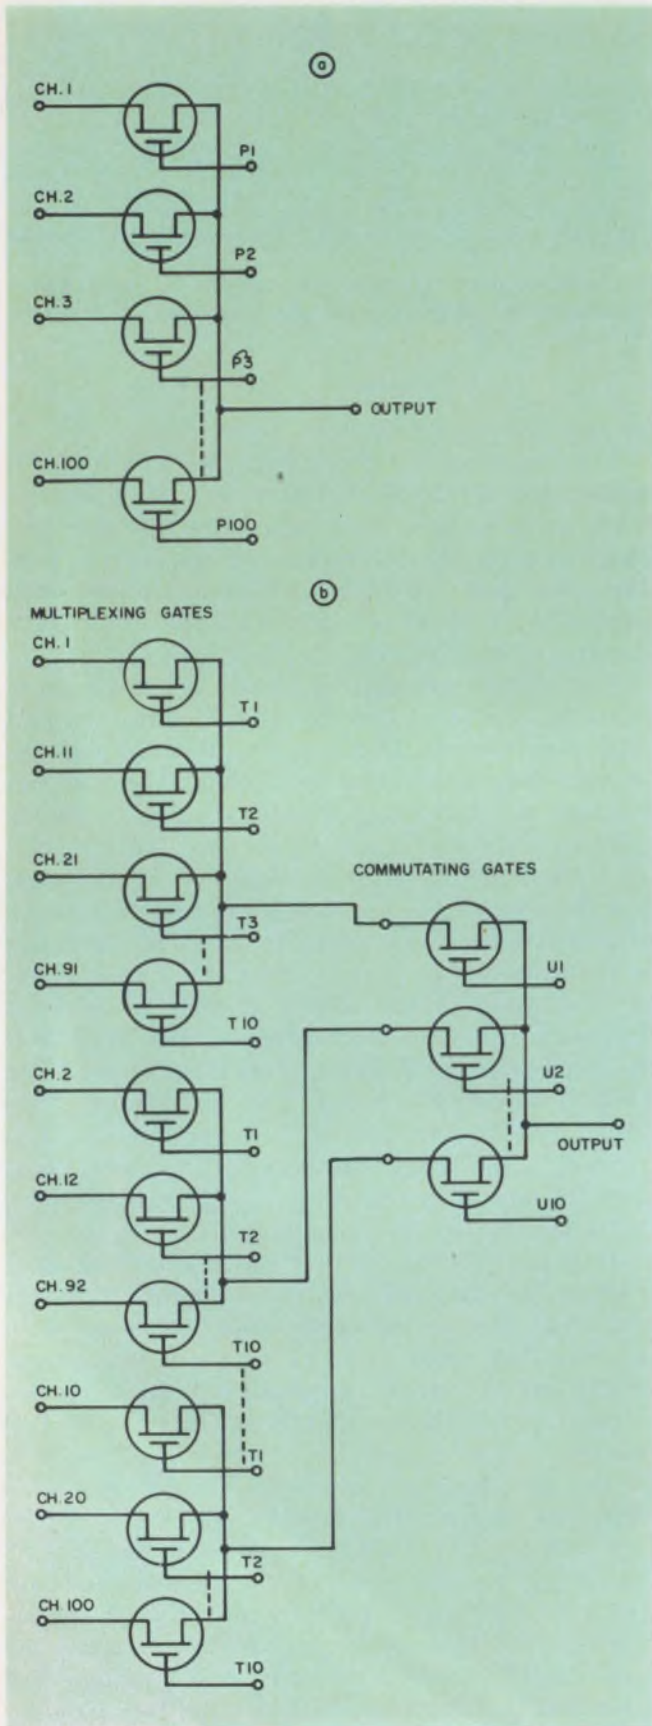 a
CH.1
P1
CH.2
P2
CH.3
P3
OUTPUT
CH.100
P100
b
MULTIPLEXING GATES
CH.1
T1
CH.11
T2
CH.21
COMMUTATING GATES
T3
CH.91
U1
T10
CH.2
U2
T1
OUTPUT
CH.12
U10
T2
CH.92
T10
CH.10
T1
CH.20
T2
CH.100
T10